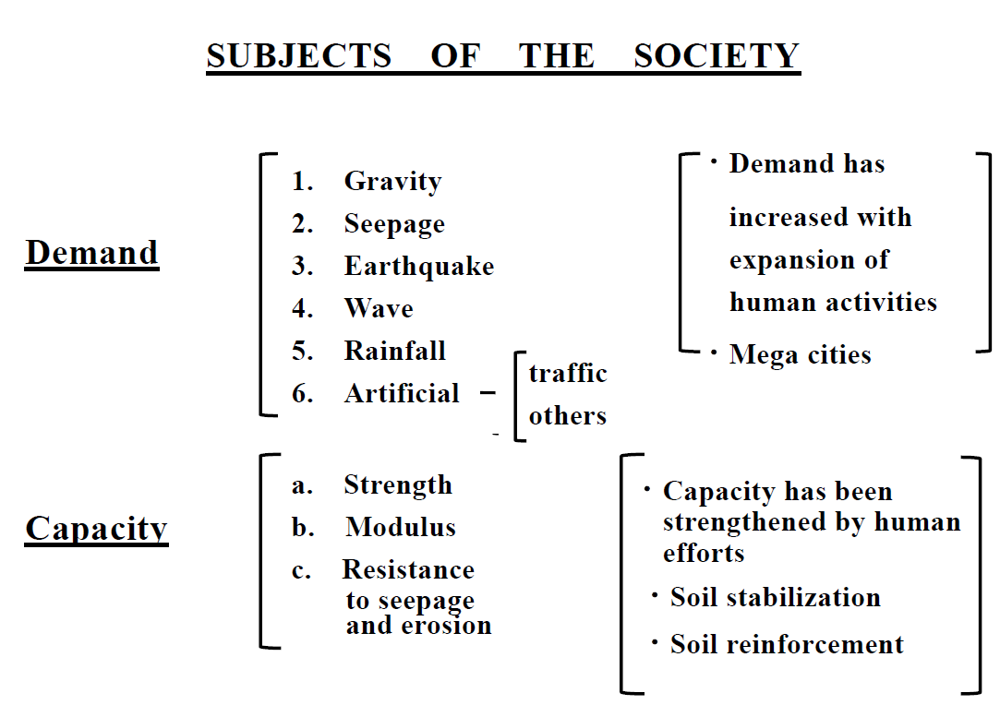 SUBJECTS OF THE SOCIETY
Demand
1. Gravity
2. Seepage
3. Earthquake
4. Wave
5. Rainfall
6. Artificial –
traffic
others
-
・Demand has
increased with
expansion of
human activities
・Mega cities
Capacity
a. Strength
b. Modulus
c. Resistance
to seepage
and erosion
・Capacity has been
strengthened by human
efforts
・Soil stabilization
・Soil reinforcement